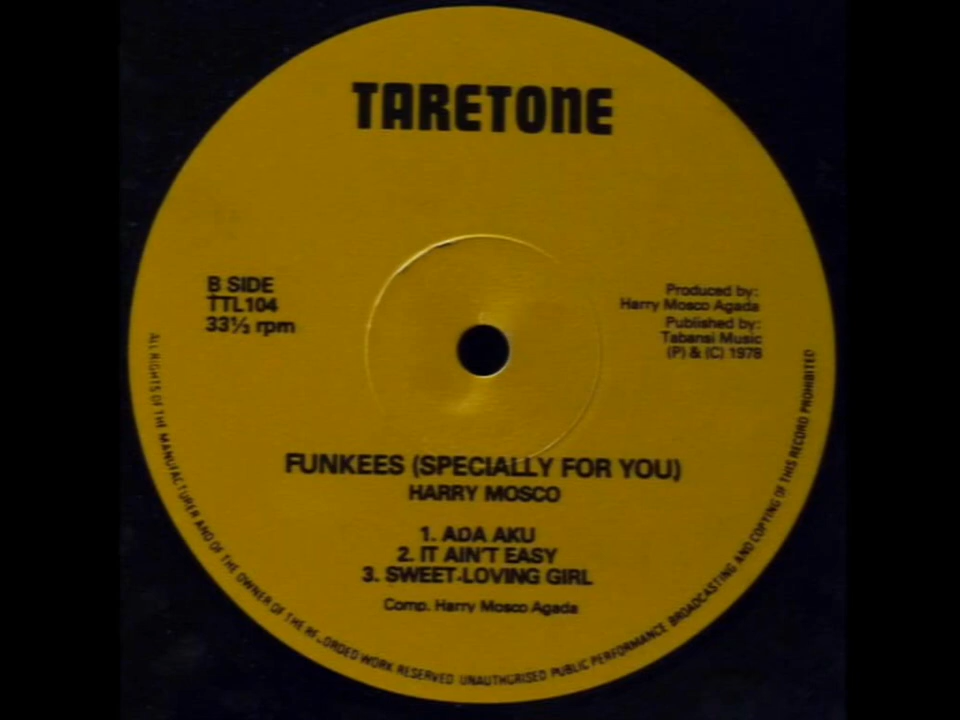 TARETONE
B SIDE
TTL104
33⅓ rpm
Produced by:
Harry Mosco Agada
Published by:
Tabansi Music
(P) & (C) 1978
FUNKEES (SPECIALLY FOR YOU)
HARRY MOSCO
1. ADA AKU
2. IT AIN'T EASY
3. SWEET-LOVING GIRL
Comp. Harry Mosco Agada
ALL RIGHTS OF THE MANUFACTURER AND OF THE OWNER OF THE RECORDED WORK RESERVED UNAUTHORISED PUBLIC PERFORMANCE BROADCASTING AND COPYING OF THIS RECORD PROHIBITED